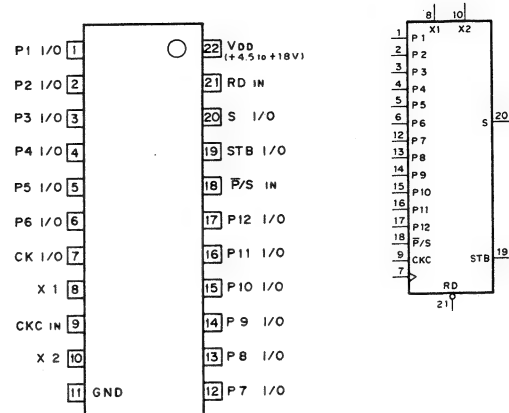 P1 I/O 1
P2 I/O 2
P3 I/O 3
P4 I/O 4
P5 I/O 5
P6 I/O 6
CK I/O 7
X 1 8
CKC IN 9
X 2 10
11 GND
22 VDD
(+4.5 to +18V)
21 RD IN
20 S I/O
19 STB I/O
18 P̅/S IN
17 P12 I/O
16 P11 I/O
15 P10 I/O
14 P 9 I/O
13 P8 I/O
12 P7 I/O
8 10
X1 X2
1 P1
2 P2
3 P3
4 P4
5 P5
6 P6
12 P7
13 P8
14 P9
15 P10
16 P11
17 P12
18 P̅/S
9 CKC
7
S 20
STB 19
RD
21